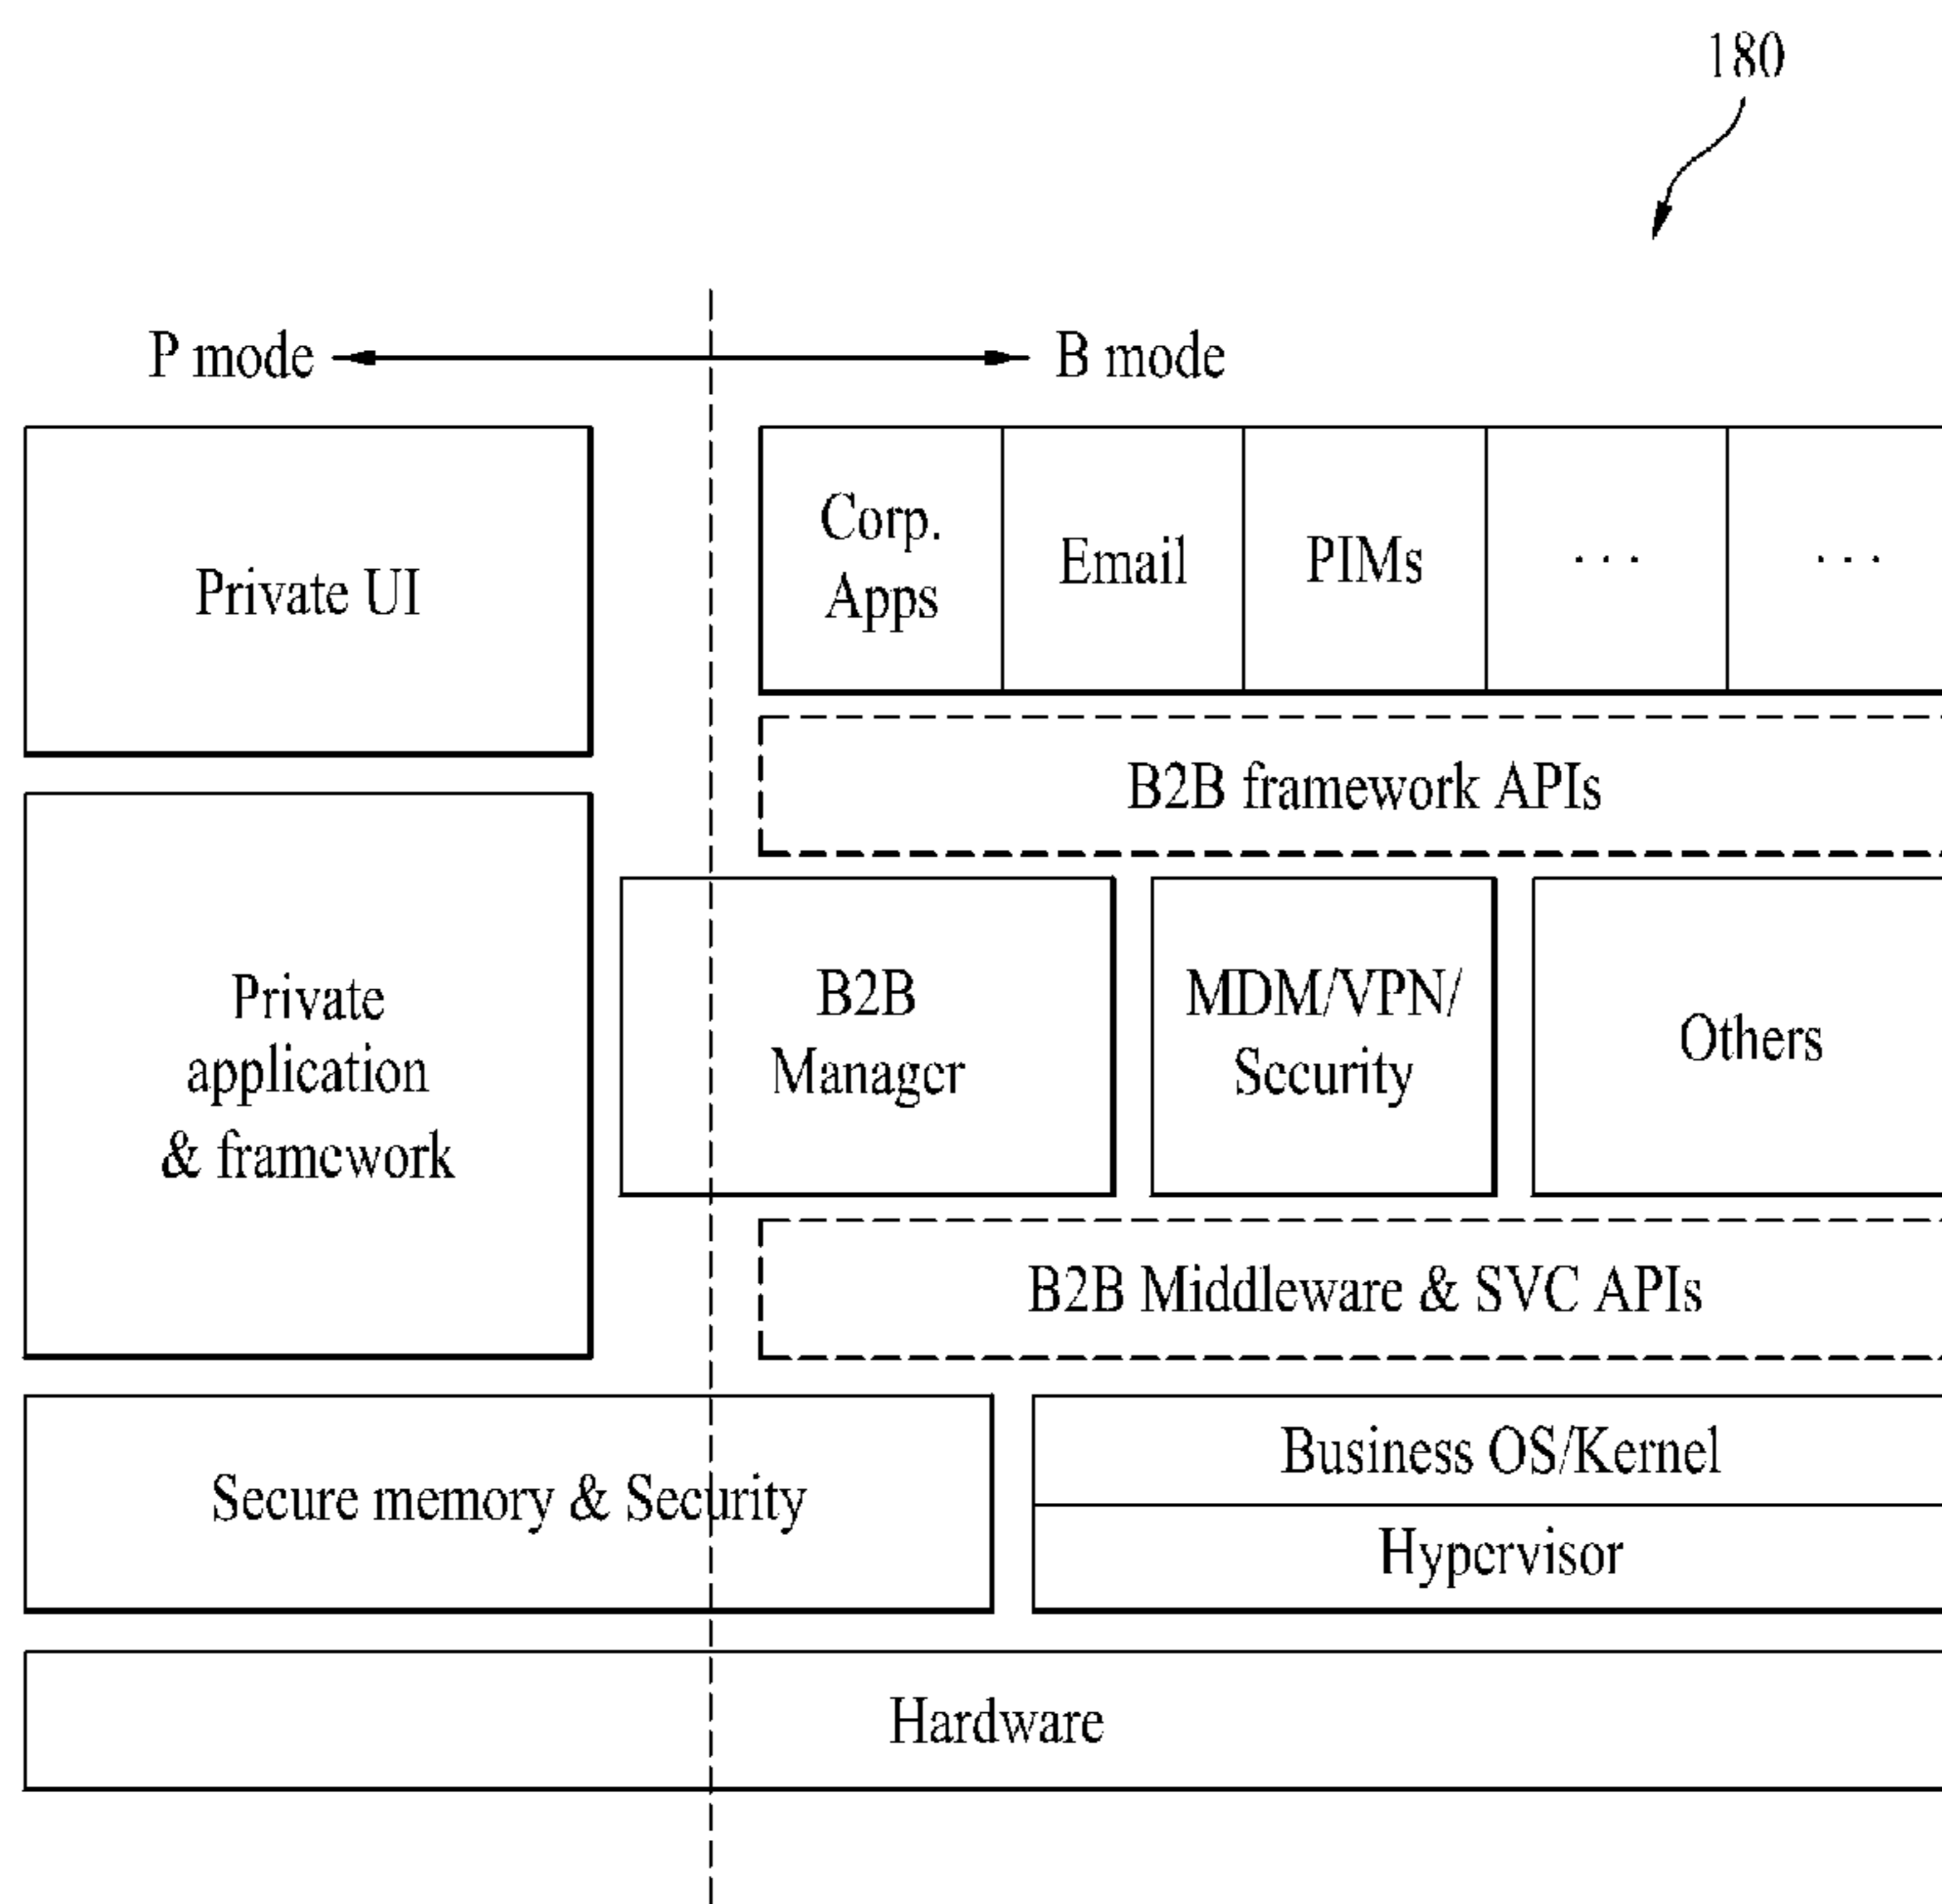 180
P mode
B mode
Private UI
Corp.
Apps
Email
PIMs
...
...
B2B framework APIs
Private
application
& framework
B2B
Manager
MDM/VPN/
Security
Others
B2B Middleware & SVC APIs
Secure memory & Security
Business OS/Kernel
Hypervisor
Hardware